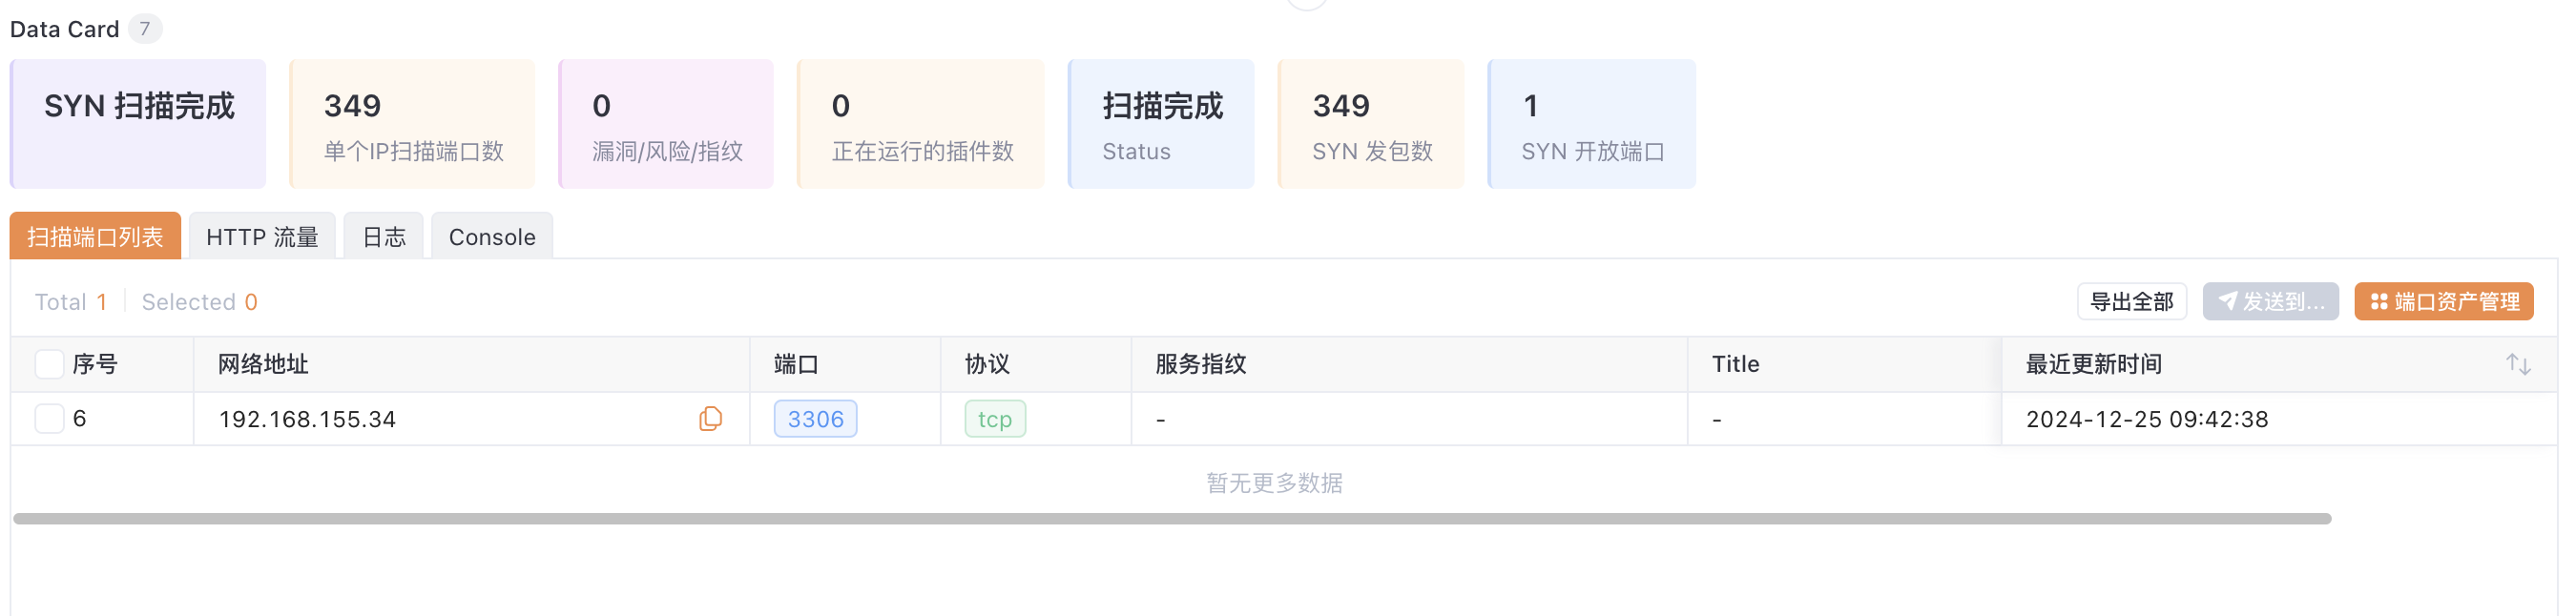 Data Card 7
SYN 扫描完成
349
单个IP扫描端口数
0
漏洞/风险/指纹
0
正在运行的插件数
扫描完成
Status
349
SYN 发包数
1
SYN 开放端口
扫描端口列表 HTTP 流量 日志 Console
Total 1 Selected 0 导出全部 发送到... 端口资产管理
序号 网络地址 端口 协议 服务指纹 Title 最近更新时间
6 192.168.155.34 3306 tcp - - 2024-12-25 09:42:38
暂无更多数据